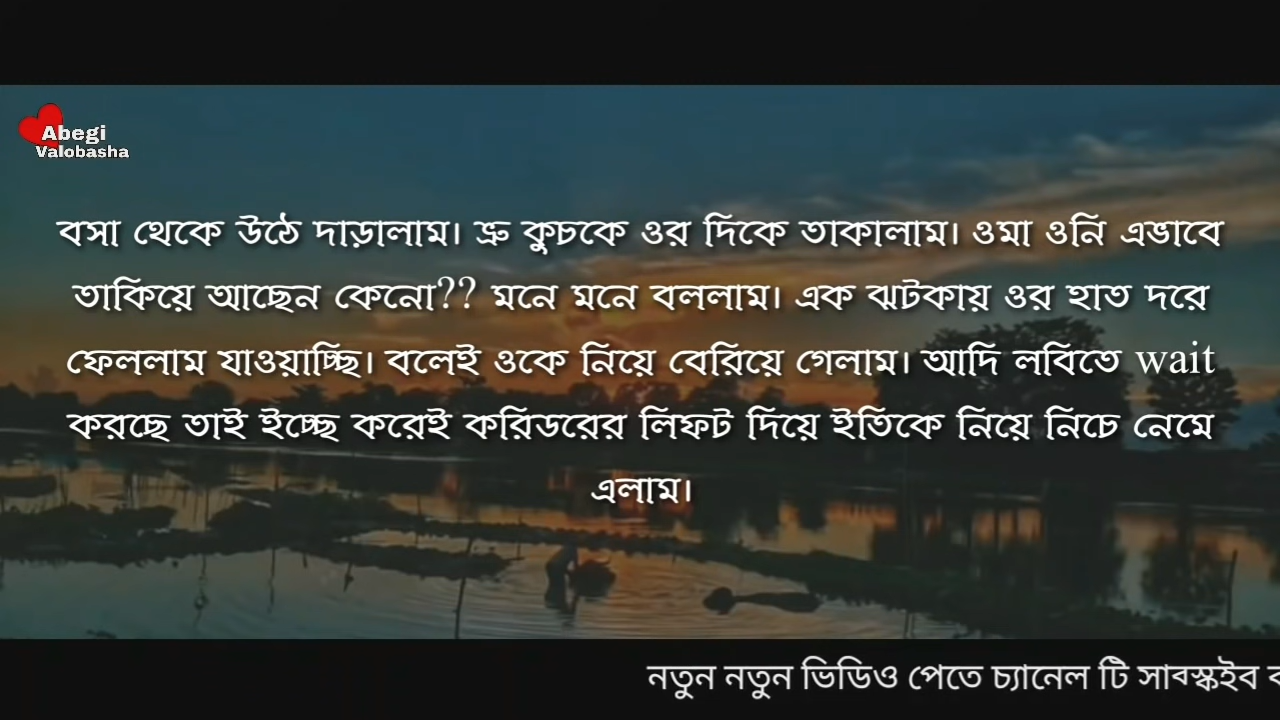 Abegi
Valobasha
বসা থেকে উঠে দাড়ালাম। ভ্রু কুচকে ওর দিকে তাকালাম। ওমা ওনি এভাবে
তাকিয়ে আছেন কেনো?? মনে মনে বললাম। এক ঝটকায় ওর হাত দরে
ফেললাম যাওয়াচ্ছি। বলেই ওকে নিয়ে বেরিয়ে গেলাম। আদি লবিতে wait
করছে তাই ইচ্ছে করেই করিডরের লিফট দিয়ে ইতিকে নিয়ে নিচে নেমে
এলাম।
নতুন নতুন ভিডিও পেতে চ্যানেল টি সাবস্কইব